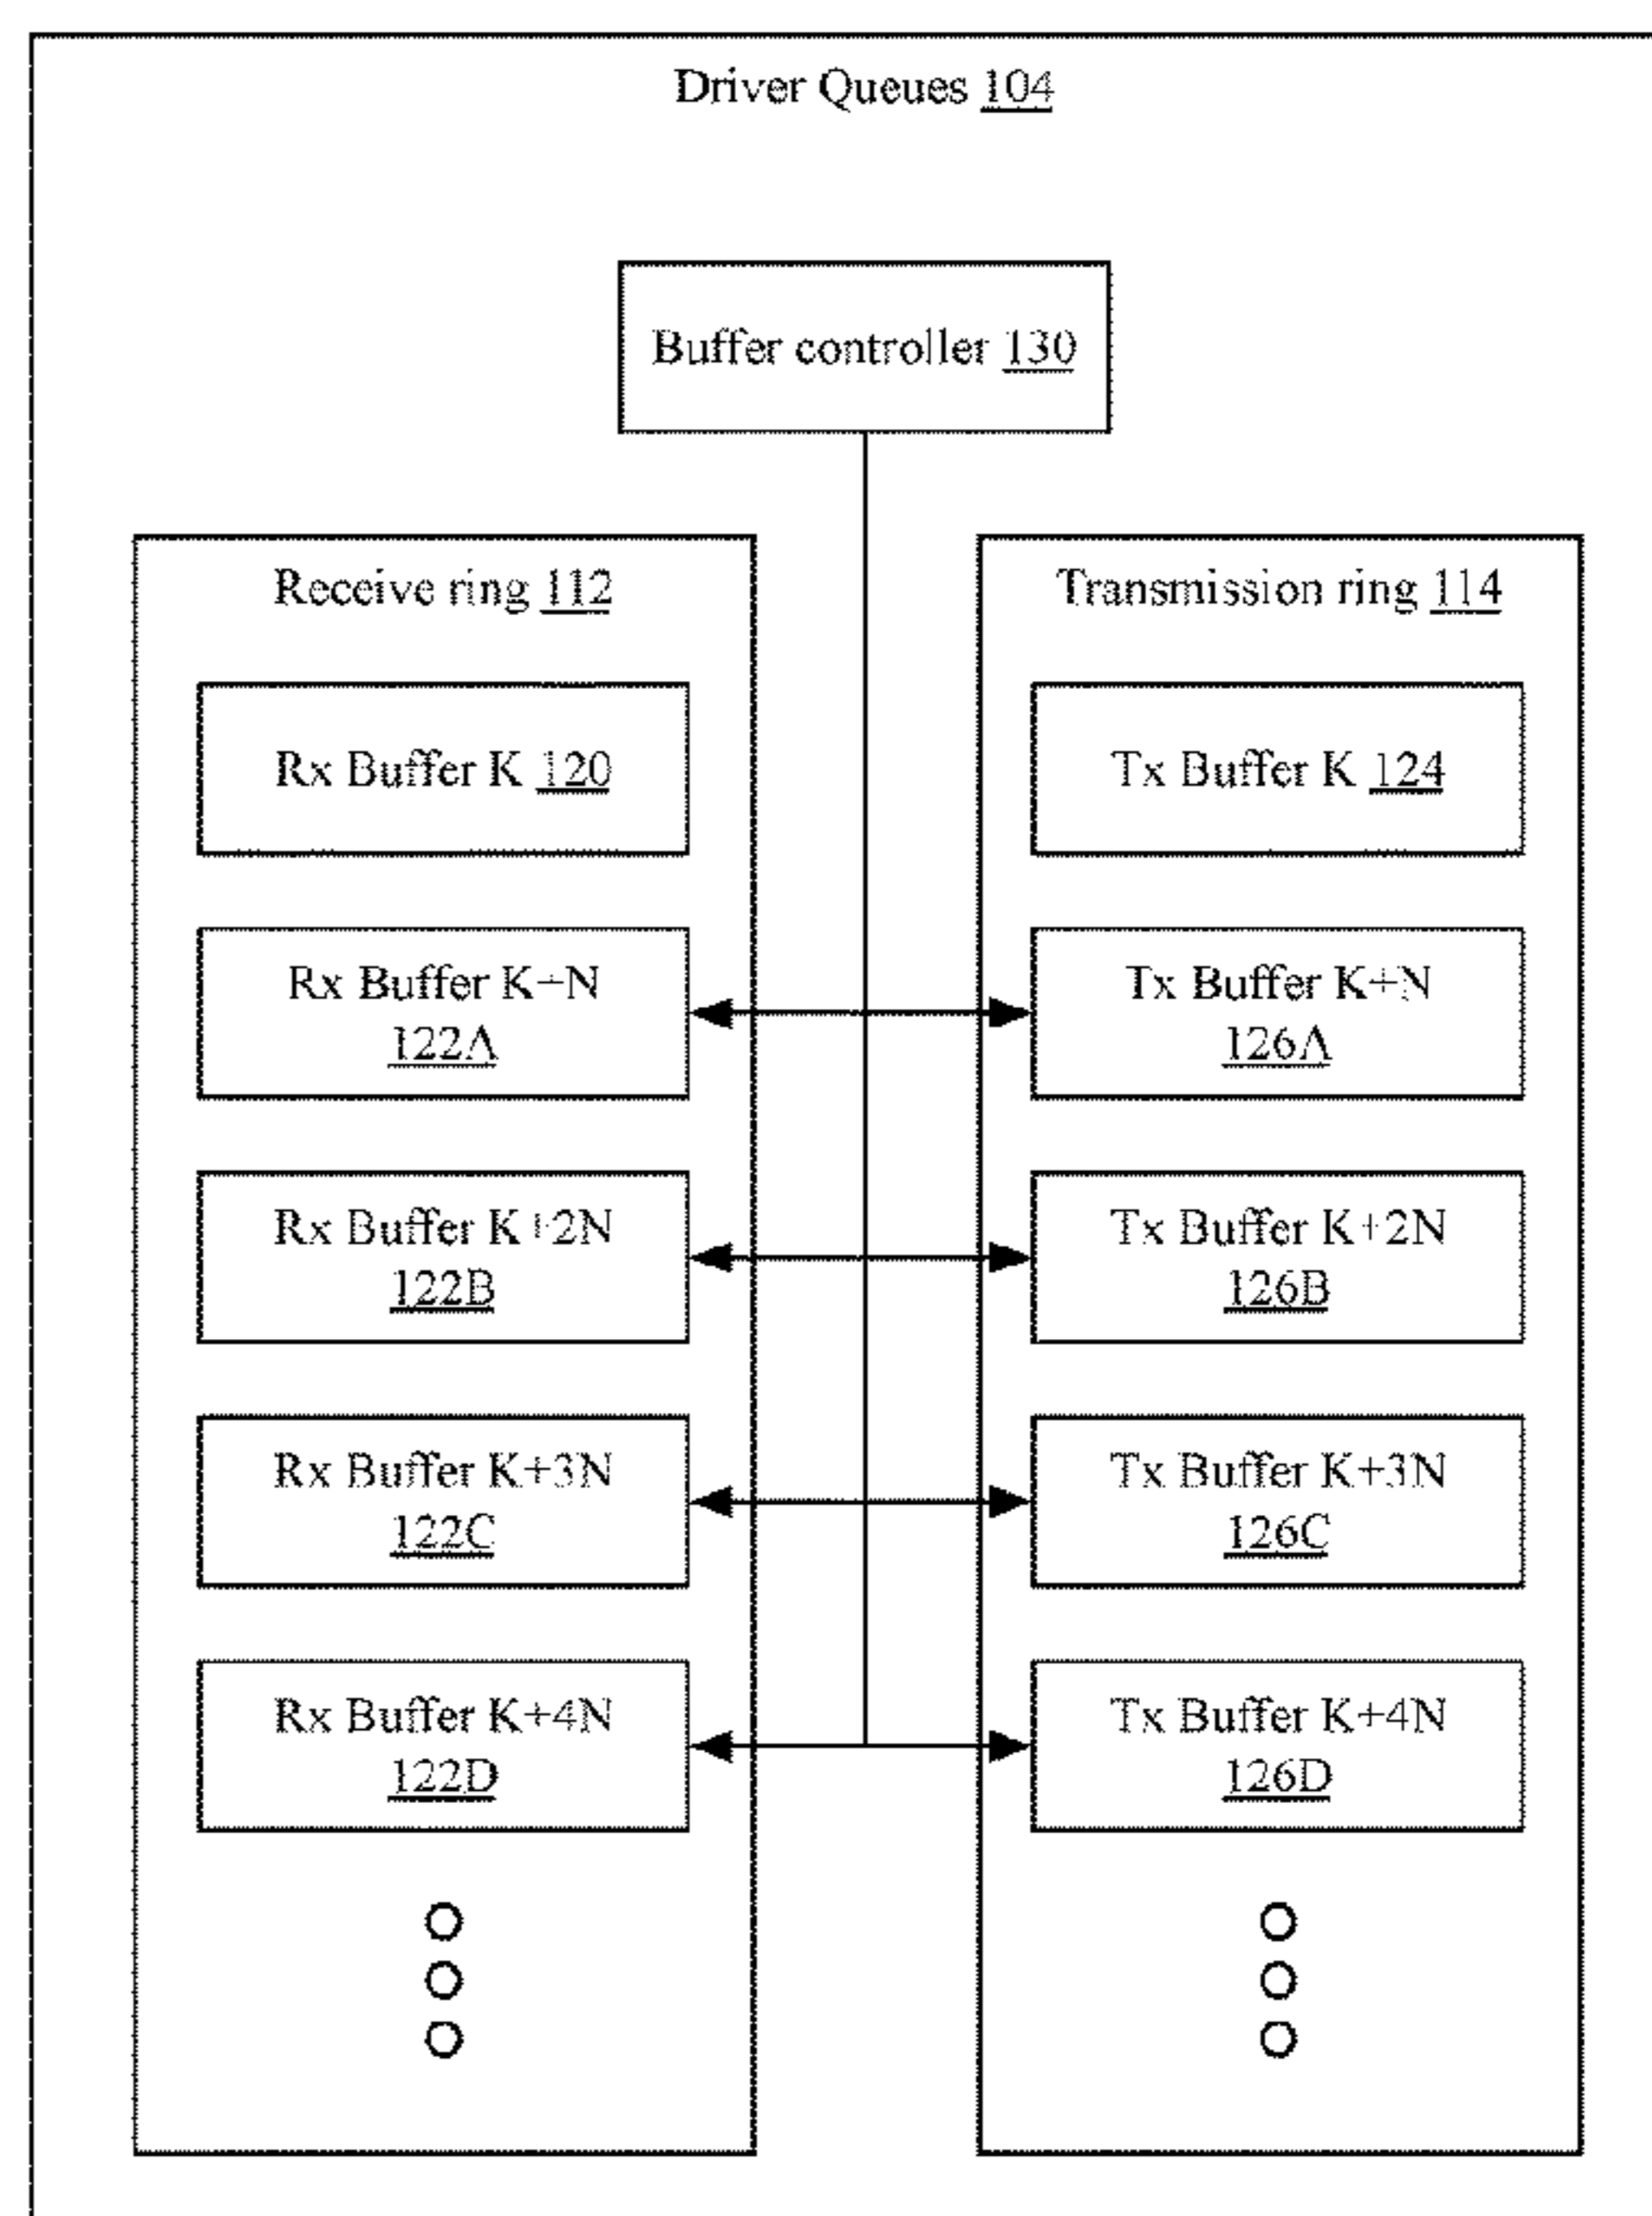 Driver Queues 104
Buffer controller 130
Receive ring 112
Rx Buffer K 120
Rx Buffer K+N
122A
Rx Buffer K+2N
122B
Rx Buffer K+3N
122C
Rx Buffer K+4N
122D
Transmission ring 114
Tx Buffer K 124
Tx Buffer K+N
126A
Tx Buffer K+2N
126B
Tx Buffer K+3N
126C
Tx Buffer K+4N
126D